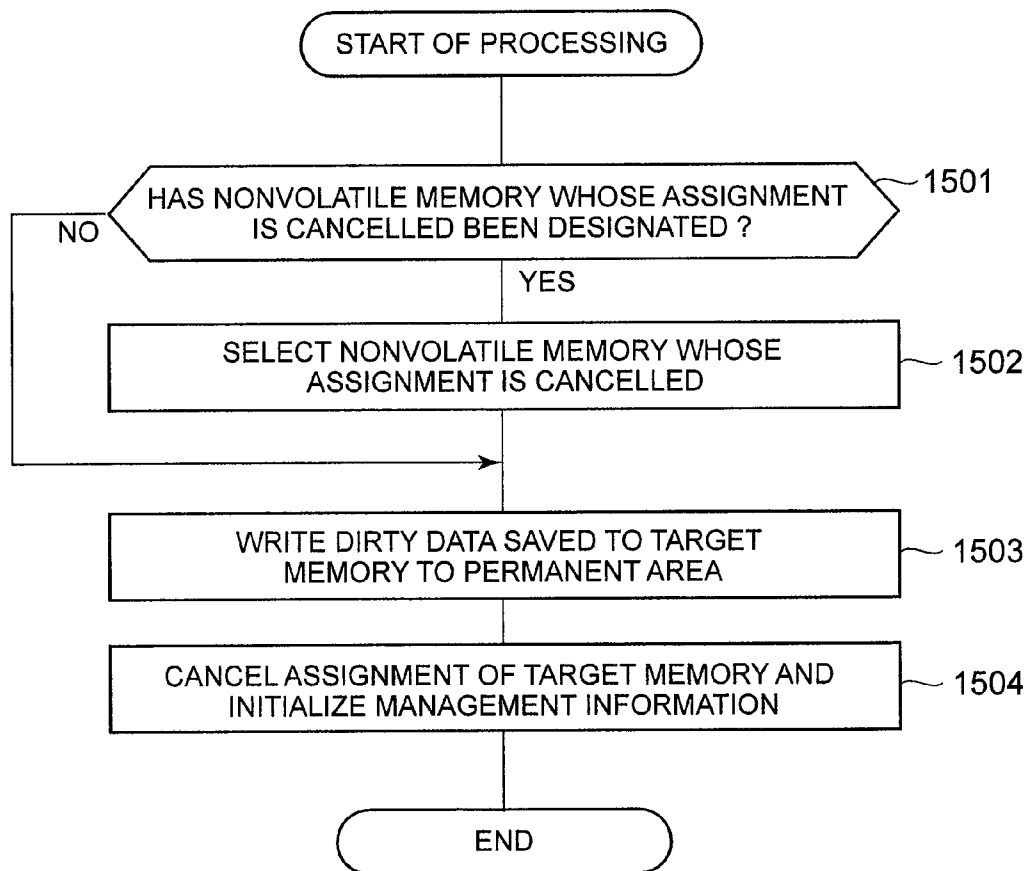 START OF PROCESSING
HAS NONVOLATILE MEMORY WHOSE ASSIGNMENT
IS CANCELLED BEEN DESIGNATED ?
1501
NO
YES
SELECT NONVOLATILE MEMORY WHOSE
ASSIGNMENT IS CANCELLED
1502
WRITE DIRTY DATA SAVED TO TARGET
MEMORY TO PERMANENT AREA
1503
CANCEL ASSIGNMENT OF TARGET MEMORY AND
INITIALIZE MANAGEMENT INFORMATION
1504
END